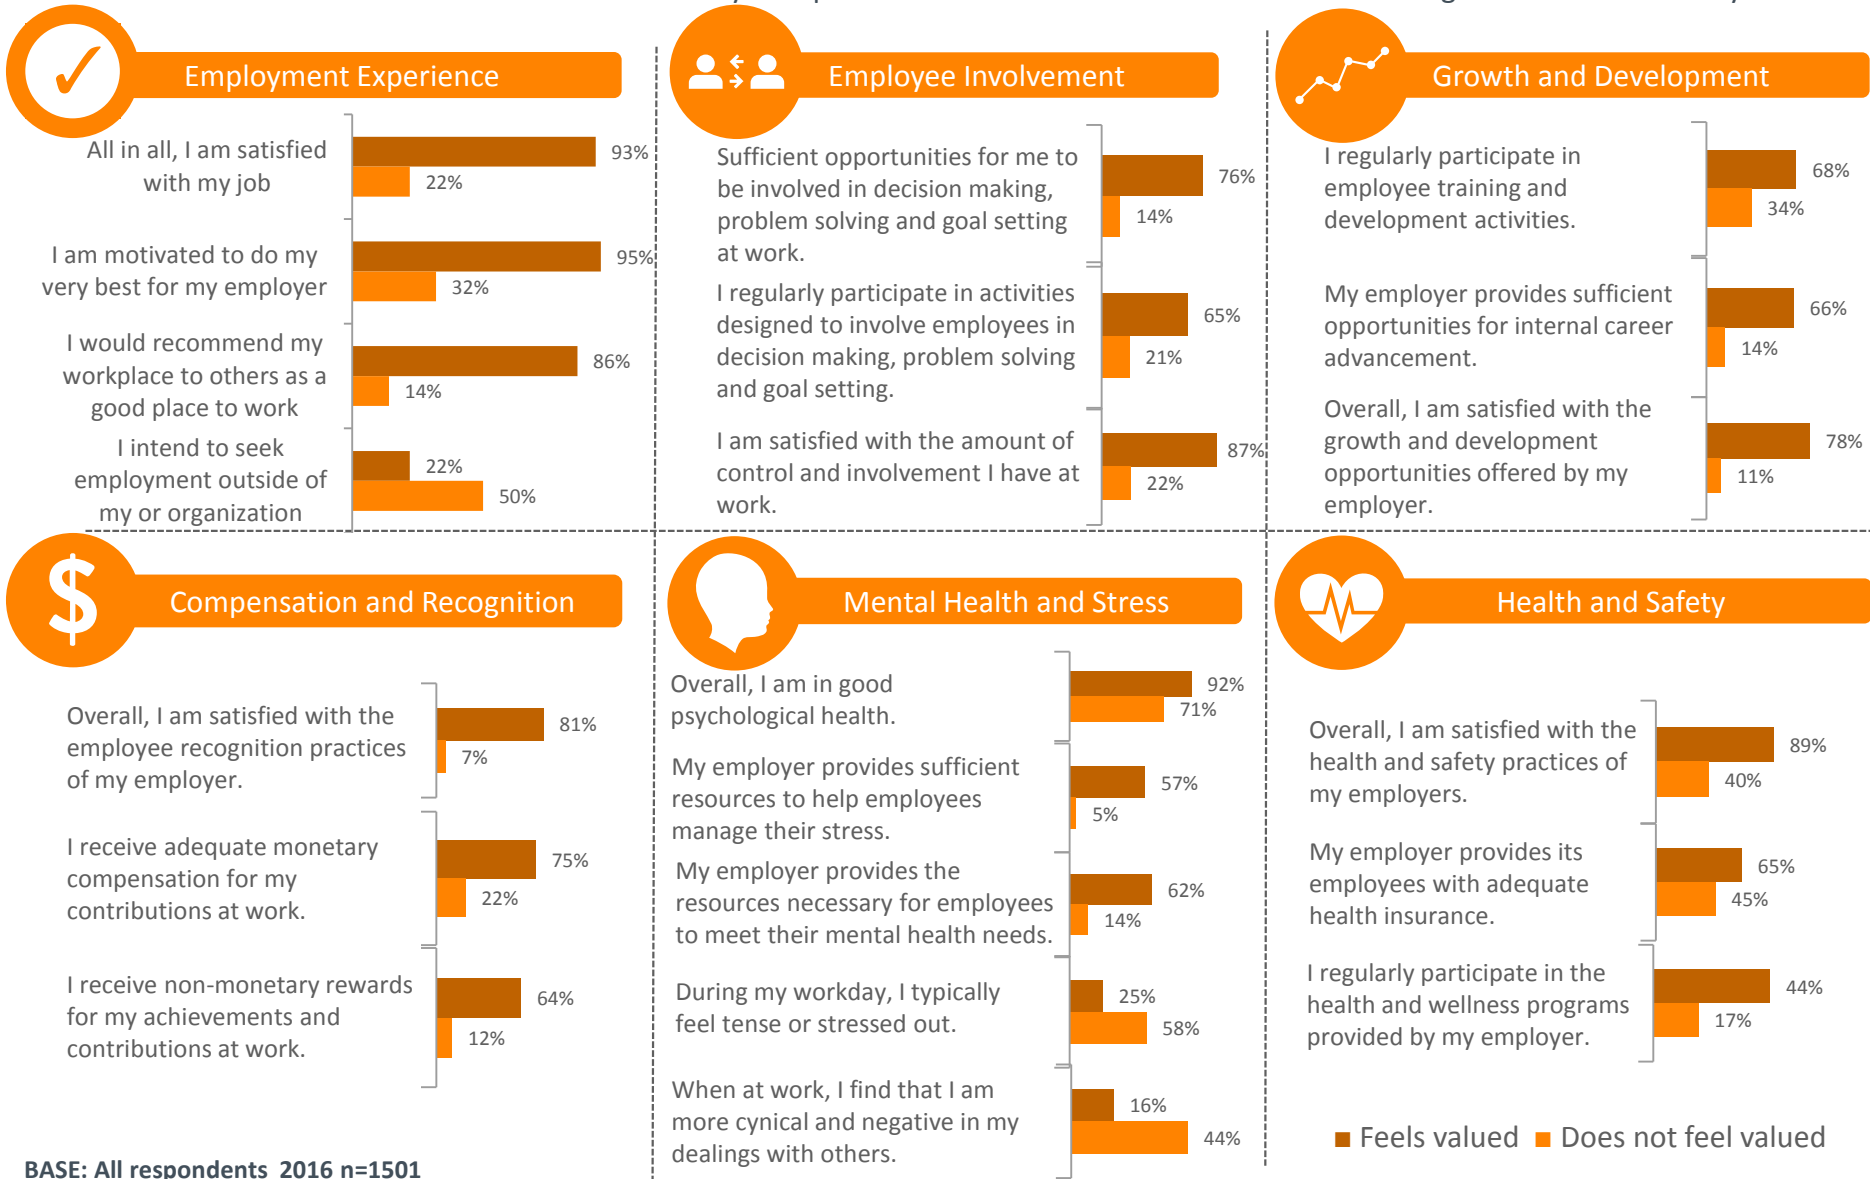 Employment Experience
All in all, I am satisfied
with my job
93%
22%
I am motivated to do my
very best for my employer
95%
32%
I would recommend my
workplace to others as a
good place to work
86%
14%
I intend to seek
employment outside of
my or organization
22%
50%
Employee Involvement
Sufficient opportunities for me to
be involved in decision making,
problem solving and goal setting
at work.
76%
14%
I regularly participate in activities
designed to involve employees in
decision making, problem solving
and goal setting.
65%
21%
I am satisfied with the amount of
control and involvement I have at
work.
87%
22%
Growth and Development
I regularly participate in
employee training and
development activities.
68%
34%
My employer provides sufficient
opportunities for internal career
advancement.
66%
14%
Overall, I am satisfied with the
growth and development
opportunities offered by my
employer.
78%
11%
$
Compensation and Recognition
Overall, I am satisfied with the
employee recognition practices
of my employer.
81%
7%
I receive adequate monetary
compensation for my
contributions at work.
75%
22%
I receive non-monetary rewards
for my achievements and
contributions at work.
64%
12%
Mental Health and Stress
Overall, I am in good
psychological health.
92%
71%
My employer provides sufficient
resources to help employees
manage their stress.
57%
5%
My employer provides the
resources necessary for employees
to meet their mental health needs.
62%
14%
During my workday, I typically
feel tense or stressed out.
25%
58%
When at work, I find that I am
more cynical and negative in my
dealings with others.
16%
44%
Health and Safety
Overall, I am satisfied with the
health and safety practices of
my employers.
89%
40%
My employer provides its
employees with adequate
health insurance.
65%
45%
I regularly participate in the
health and wellness programs
provided by my employer.
44%
17%
Feels valued
Does not feel valued
BASE: All respondents 2016 n=1501